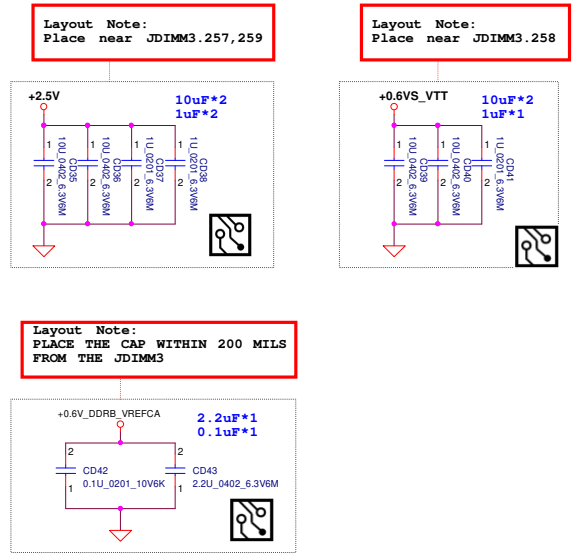 Layout Note:
Place near JDIMM3.257,259
+2.5V
10uF*2
1uF*2
1
2
CD35
10U_0402_6.3V6M
1
2
CD36
10U_0402_6.3V6M
1
2
CD37
1U_0201_6.3V6M
1
2
CD38
1U_0201_6.3V6M
Layout Note:
Place near JDIMM3.258
+0.6VS_VTT
10uF*2
1uF*1
1
2
CD39
10U_0402_6.3V6M
1
2
CD40
10U_0402_6.3V6M
1
2
CD41
1U_0201_6.3V6M
Layout Note:
PLACE THE CAP WITHIN 200 MILS
FROM THE JDIMM3
+0.6V_DDRB_VREFCA
2.2uF*1
0.1uF*1
2
CD42
0.1U_0201_10V6K
1
2
CD43
2.2U_0402_6.3V6M
1